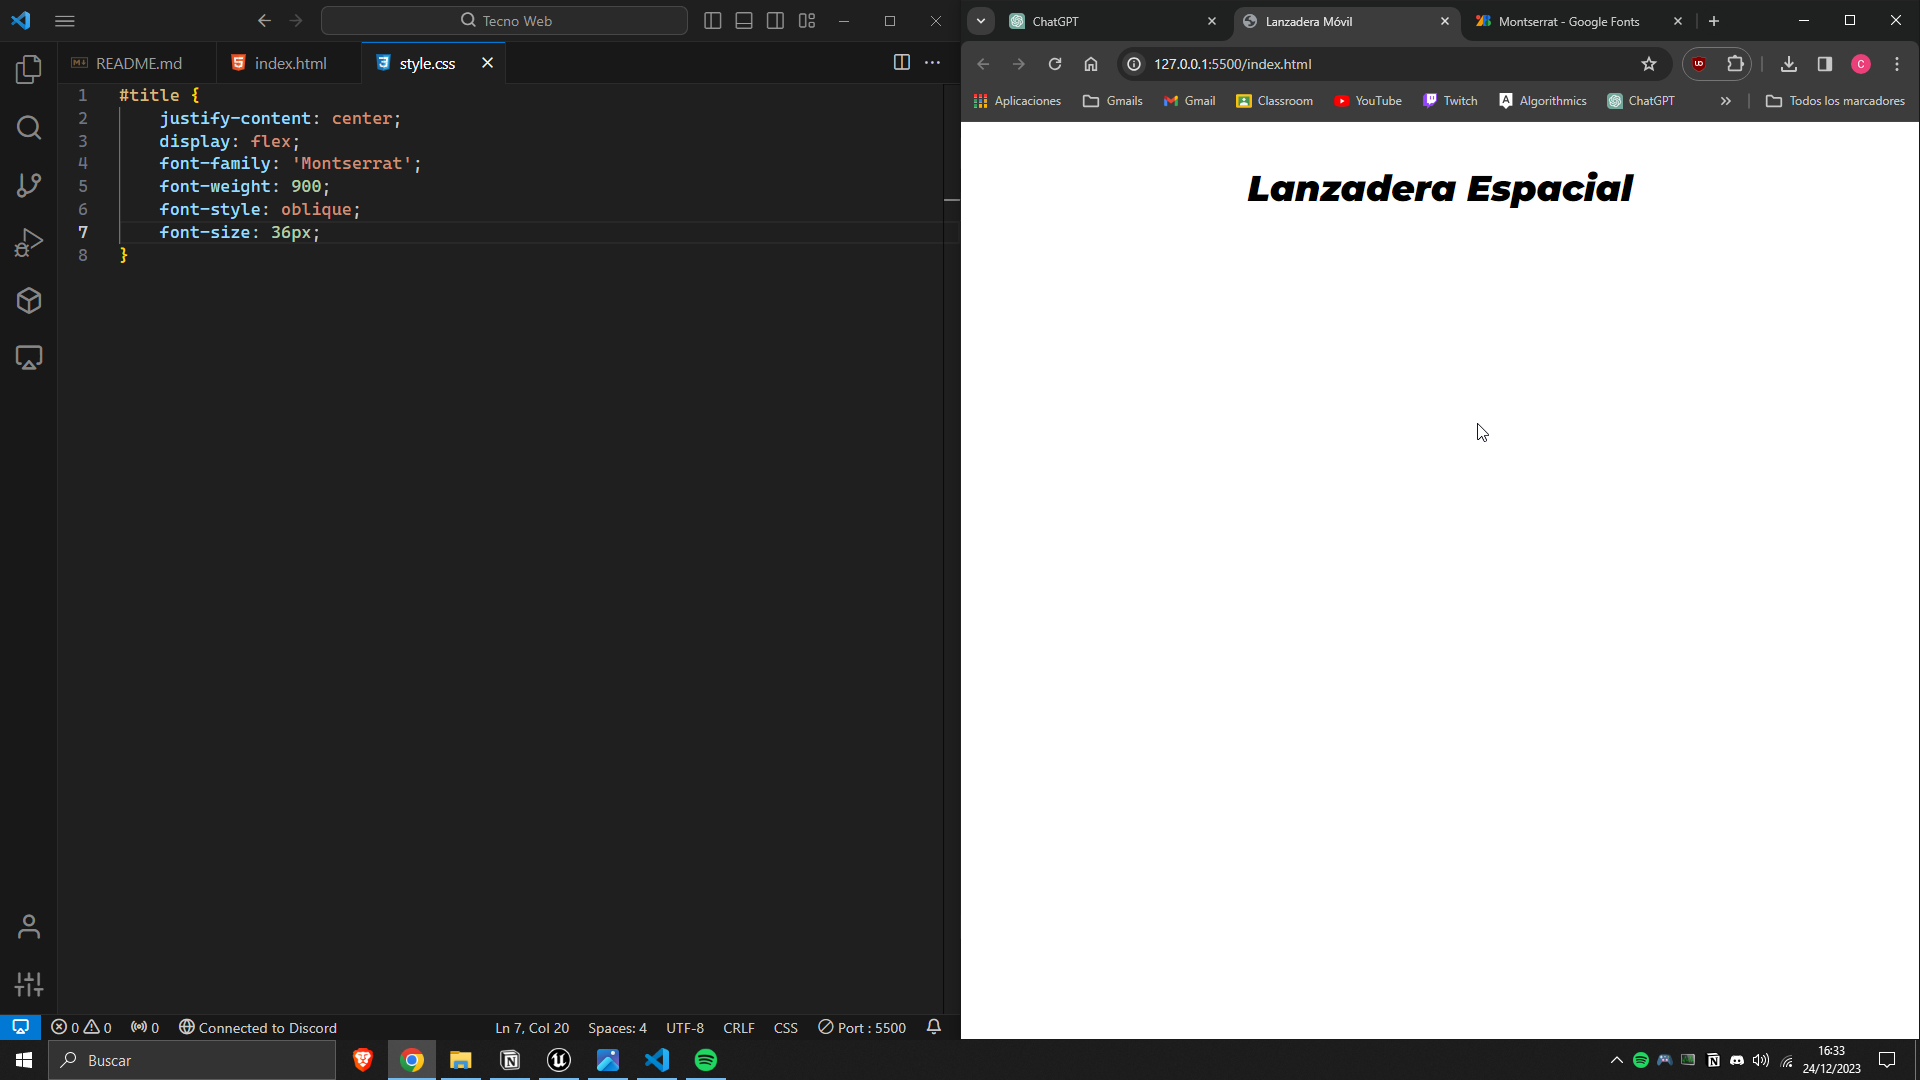 Tecno Web
README.md
index.html
style.css
1 #title {
2 justify-content: center;
3 display: flex;
4 font-family: 'Montserrat';
5 font-weight: 900;
6 font-style: oblique;
7 font-size: 36px;
8 }
0 0 0 Connected to Discord Ln 7, Col 20 Spaces: 4 UTF-8 CRLF CSS Port : 5500
ChatGPT
Lanzadera Móvil
Montserrat - Google Fonts
127.0.0.1:5500/index.html
C
Aplicaciones
Gmails
Gmail
Classroom
YouTube
Twitch
Algorithmics
ChatGPT
Todos los marcadores
Lanzadera Espacial
Buscar
16:33
24/12/2023